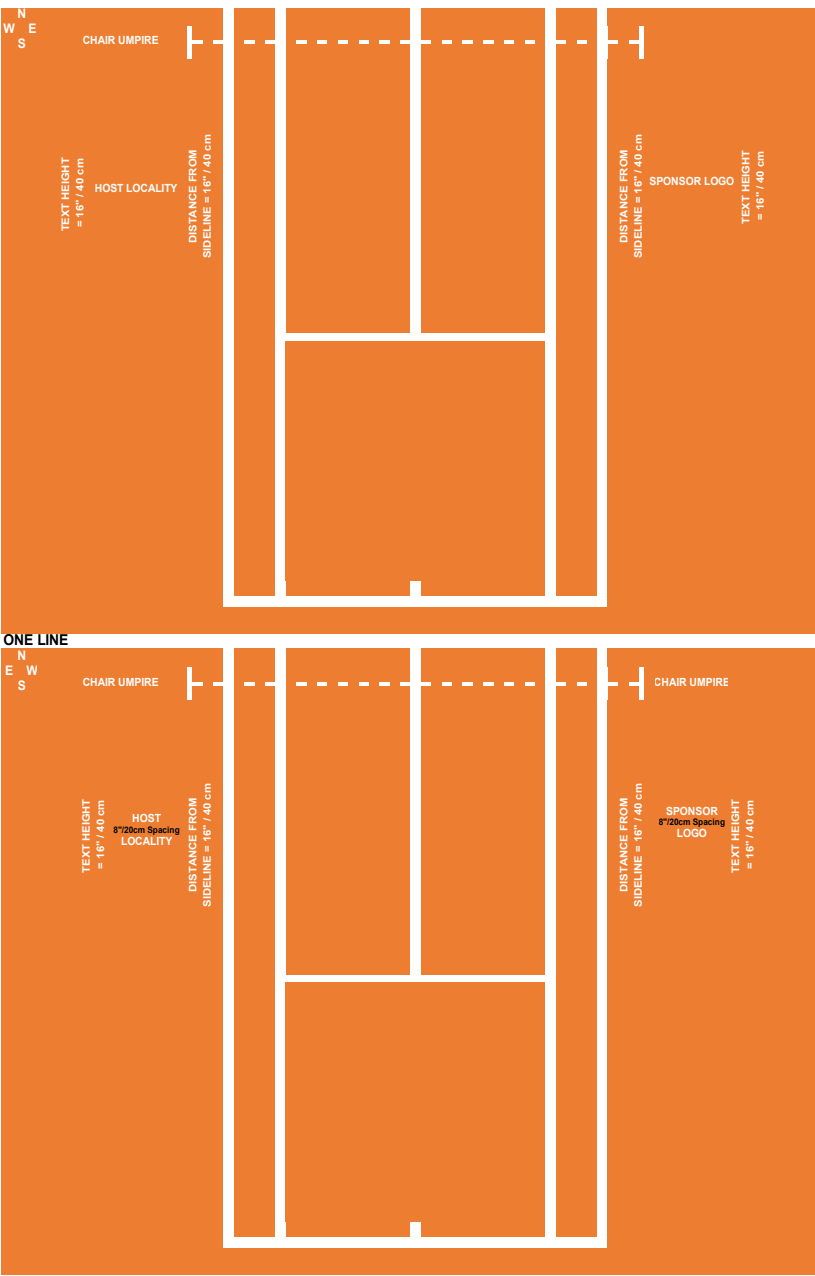 N
W E
S
CHAIR UMPIRE
TEXT HEIGHT
= 16" / 40 cm
HOST LOCALITY
DISTANCE FROM
SIDELINE = 16" / 40 cm
DISTANCE FROM
SIDELINE = 16" / 40 cm
SPONSOR LOGO
TEXT HEIGHT
= 16" / 40 cm
ONE LINE
N
E W
S
CHAIR UMPIRE
CHAIR UMPIRE
TEXT HEIGHT
= 16" / 40 cm
HOST
8"/20cm Spacing
LOCALITY
DISTANCE FROM
SIDELINE = 16" / 40 cm
DISTANCE FROM
SIDELINE = 16" / 40 cm
SPONSOR
8"/20cm Spacing
LOGO
TEXT HEIGHT
= 16" / 40 cm